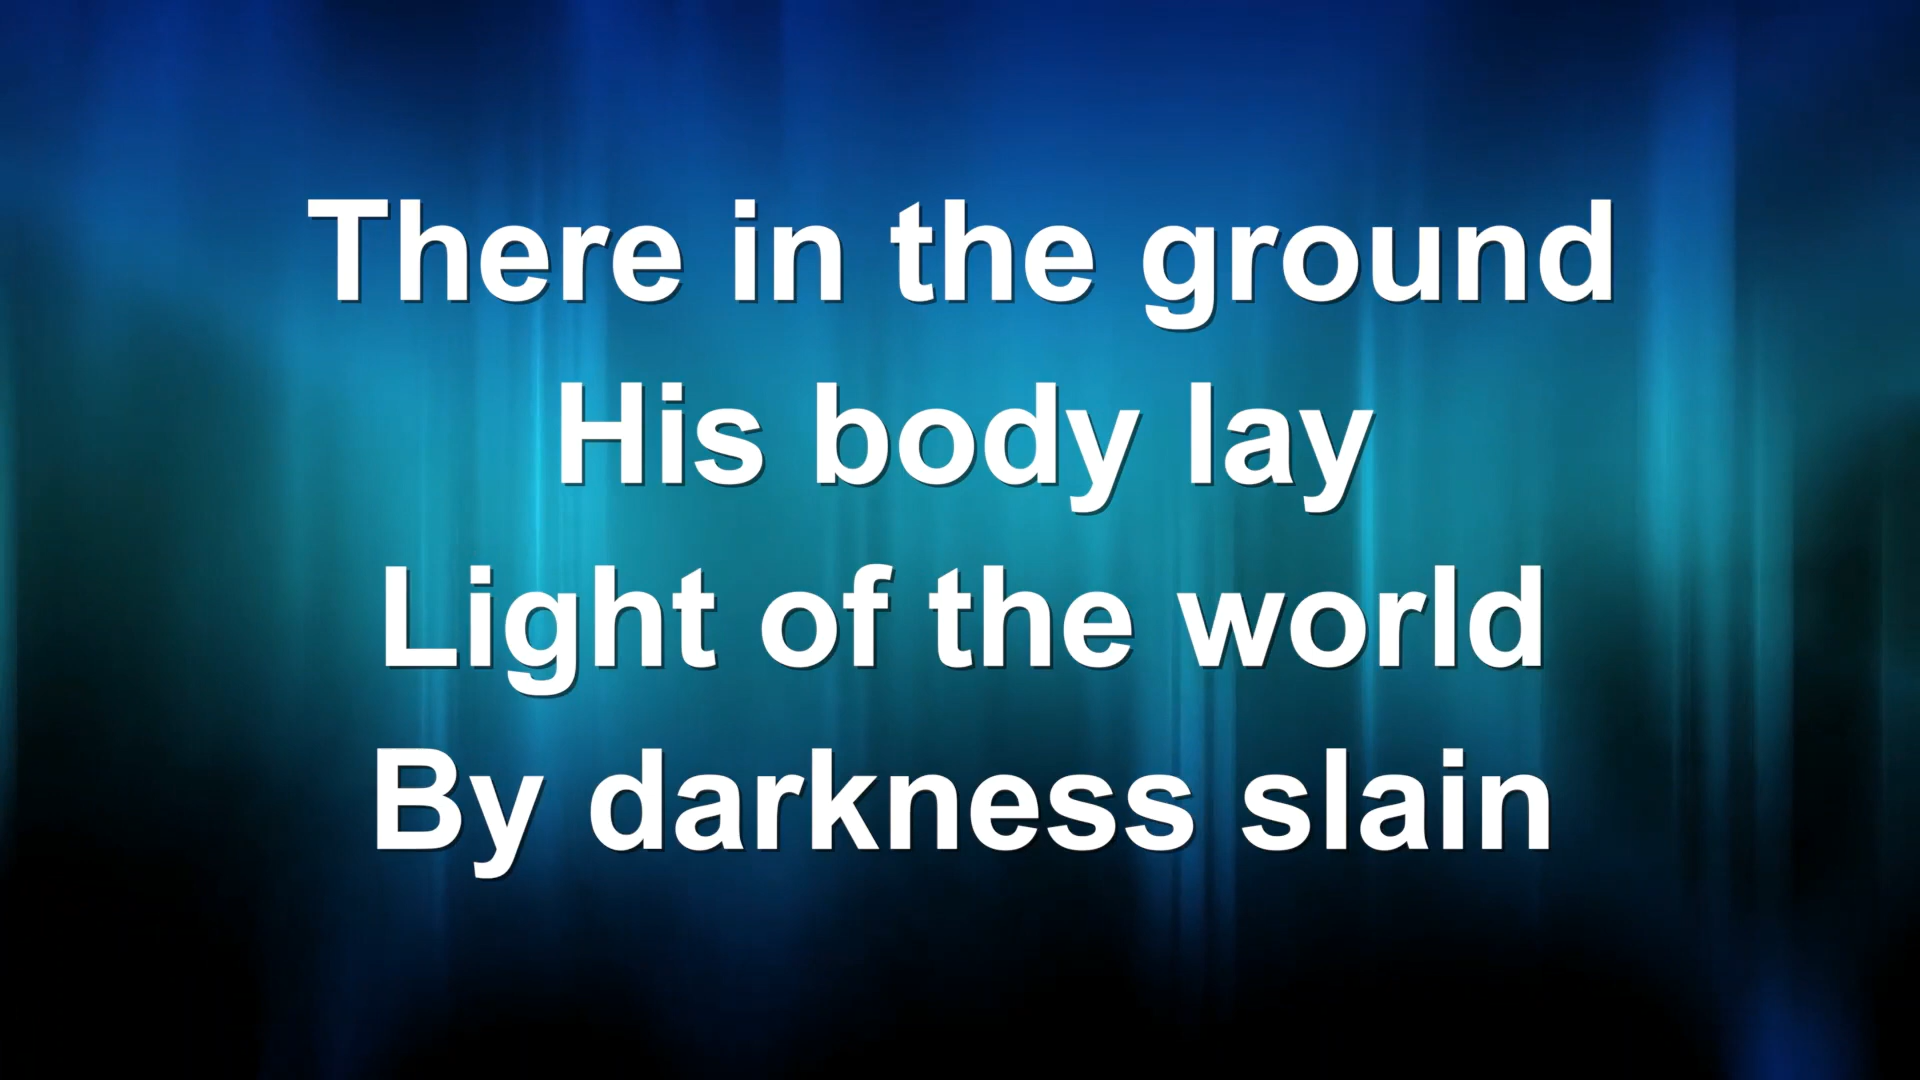 There in the ground
His body lay
Light of the world
By darkness slain